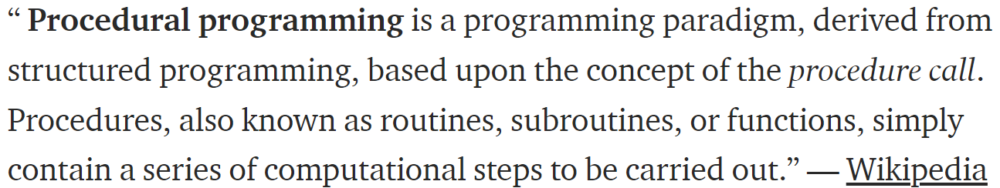 “ Procedural programming is a programming paradigm, derived from
structured programming, based upon the concept of the procedure call.
Procedures, also known as routines, subroutines, or functions, simply
contain a series of computational steps to be carried out.” — Wikipedia